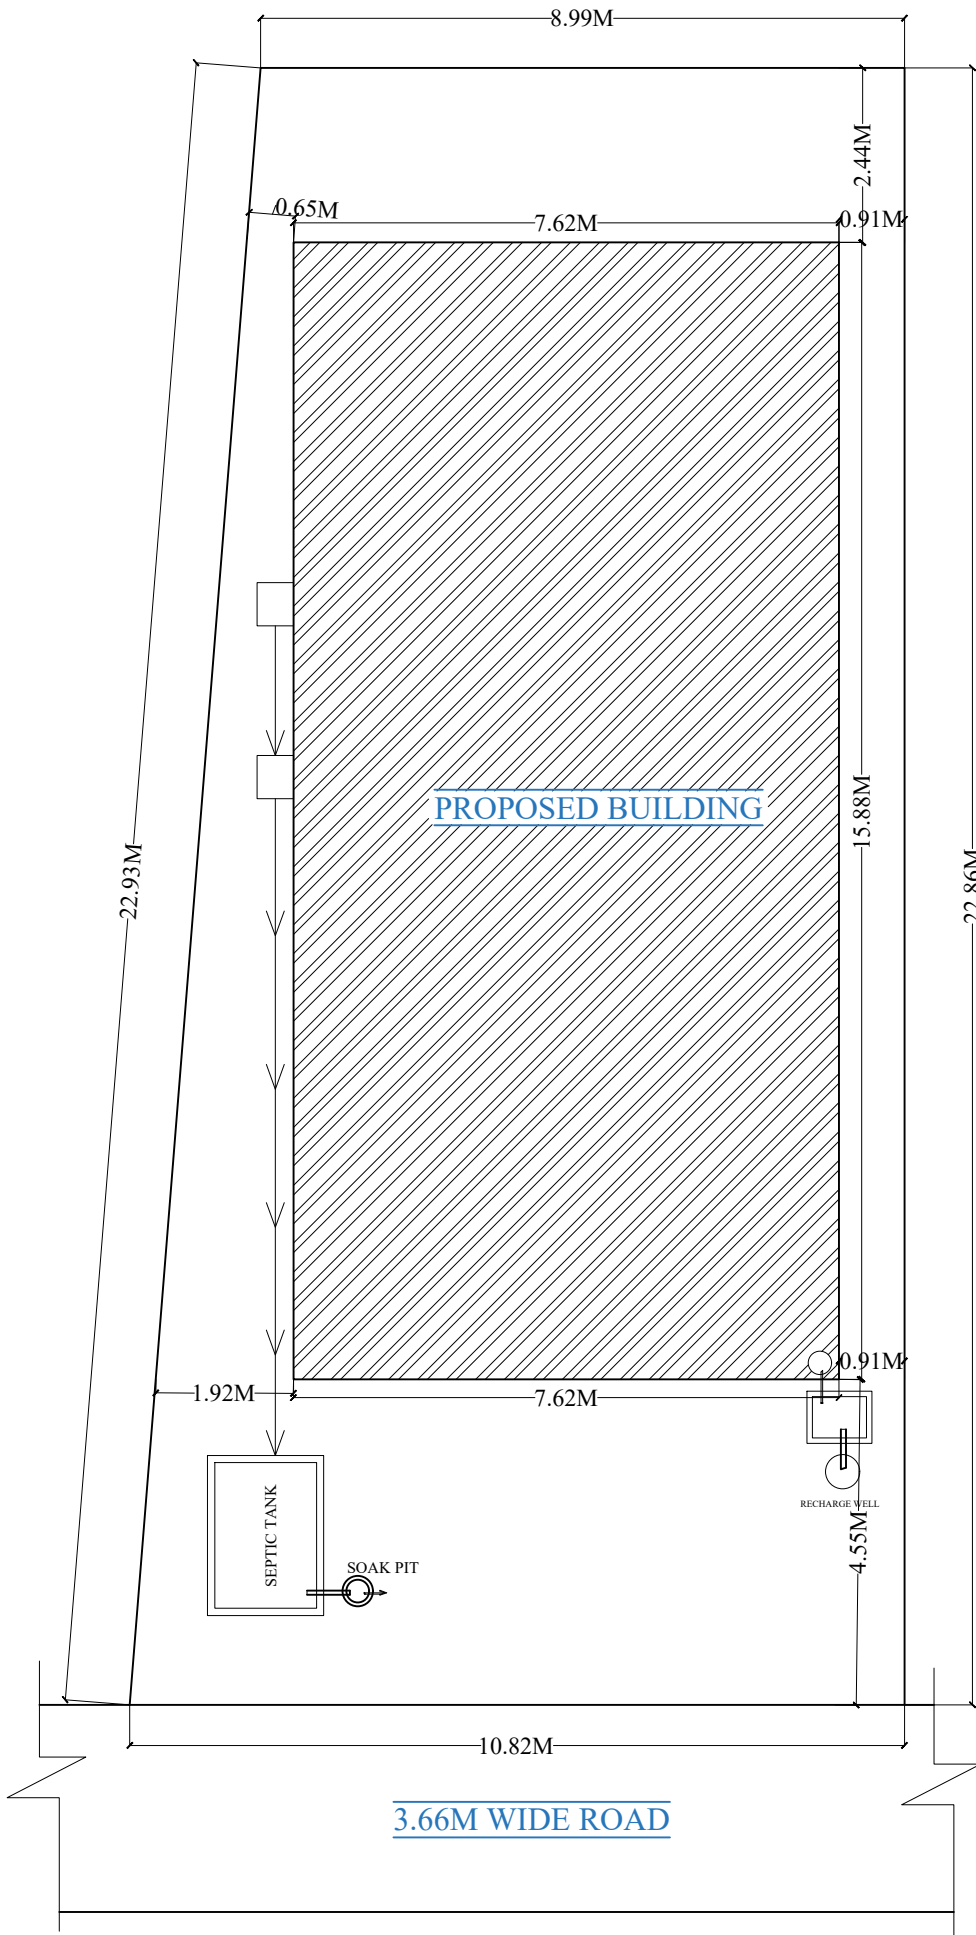 8.99M
2.44M
0.65M
7.62M
0.91M
PROPOSED BUILDING
15.88M
22.93M
22.86M
0.91M
1.92M
7.62M
RECHARGE WELL
SEPTIC TANK
4.55M
SOAK PIT
10.82M
3.66M WIDE ROAD